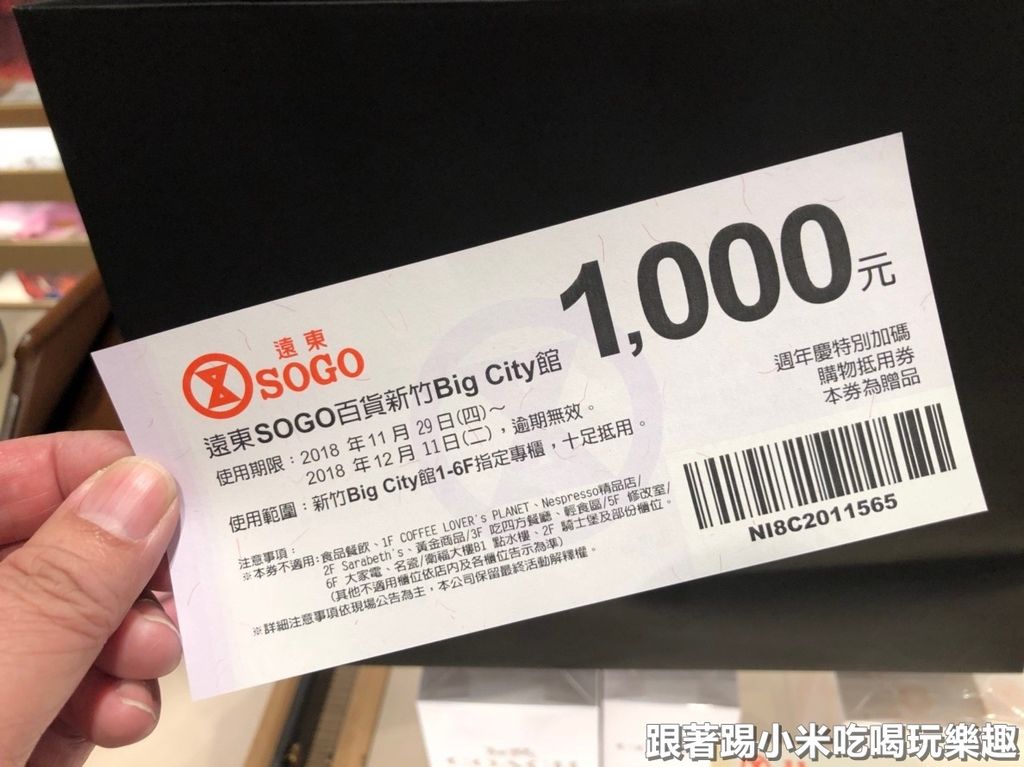 1,000元
遠東
SOGO
遠東SOGO百貨新竹Big City館
使用期限：2018 年 11 月 29 日(四)～
2018 年 12 月 11 日(二)，逾期無效。
使用範圍：新竹Big City館1-6F指定專櫃，十足抵用。
注意事項：
※本券不適用：食品餐飲、1F COFFEE LOVER's PLANET、Nespresso精品店/
2F Sarabeth's、黃金商品/3F 吃四方餐廳、輕食區/5F 修改室/
6F 大家電、名瓷/衛福大樓B1 點水樓、2F 騎士堡及部份櫃位。
(其他不適用櫃位依店內及各櫃位告示為準)
※詳細注意事項依現場公告為主，本公司保留最終活動解釋權。
週年慶特別加碼
購物抵用券
本券為贈品
NI8C2011565
COACH
跟著踢小米吃喝玩樂趣